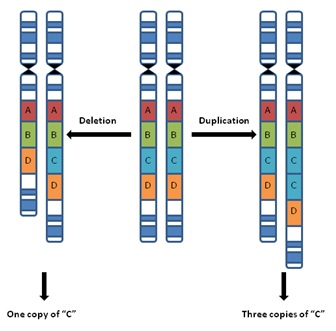 Deletion
Duplication
A A A A A A
B B B B B B
D C C C C C
D D D D C
D
One copy of "C"
Three copies of "C"